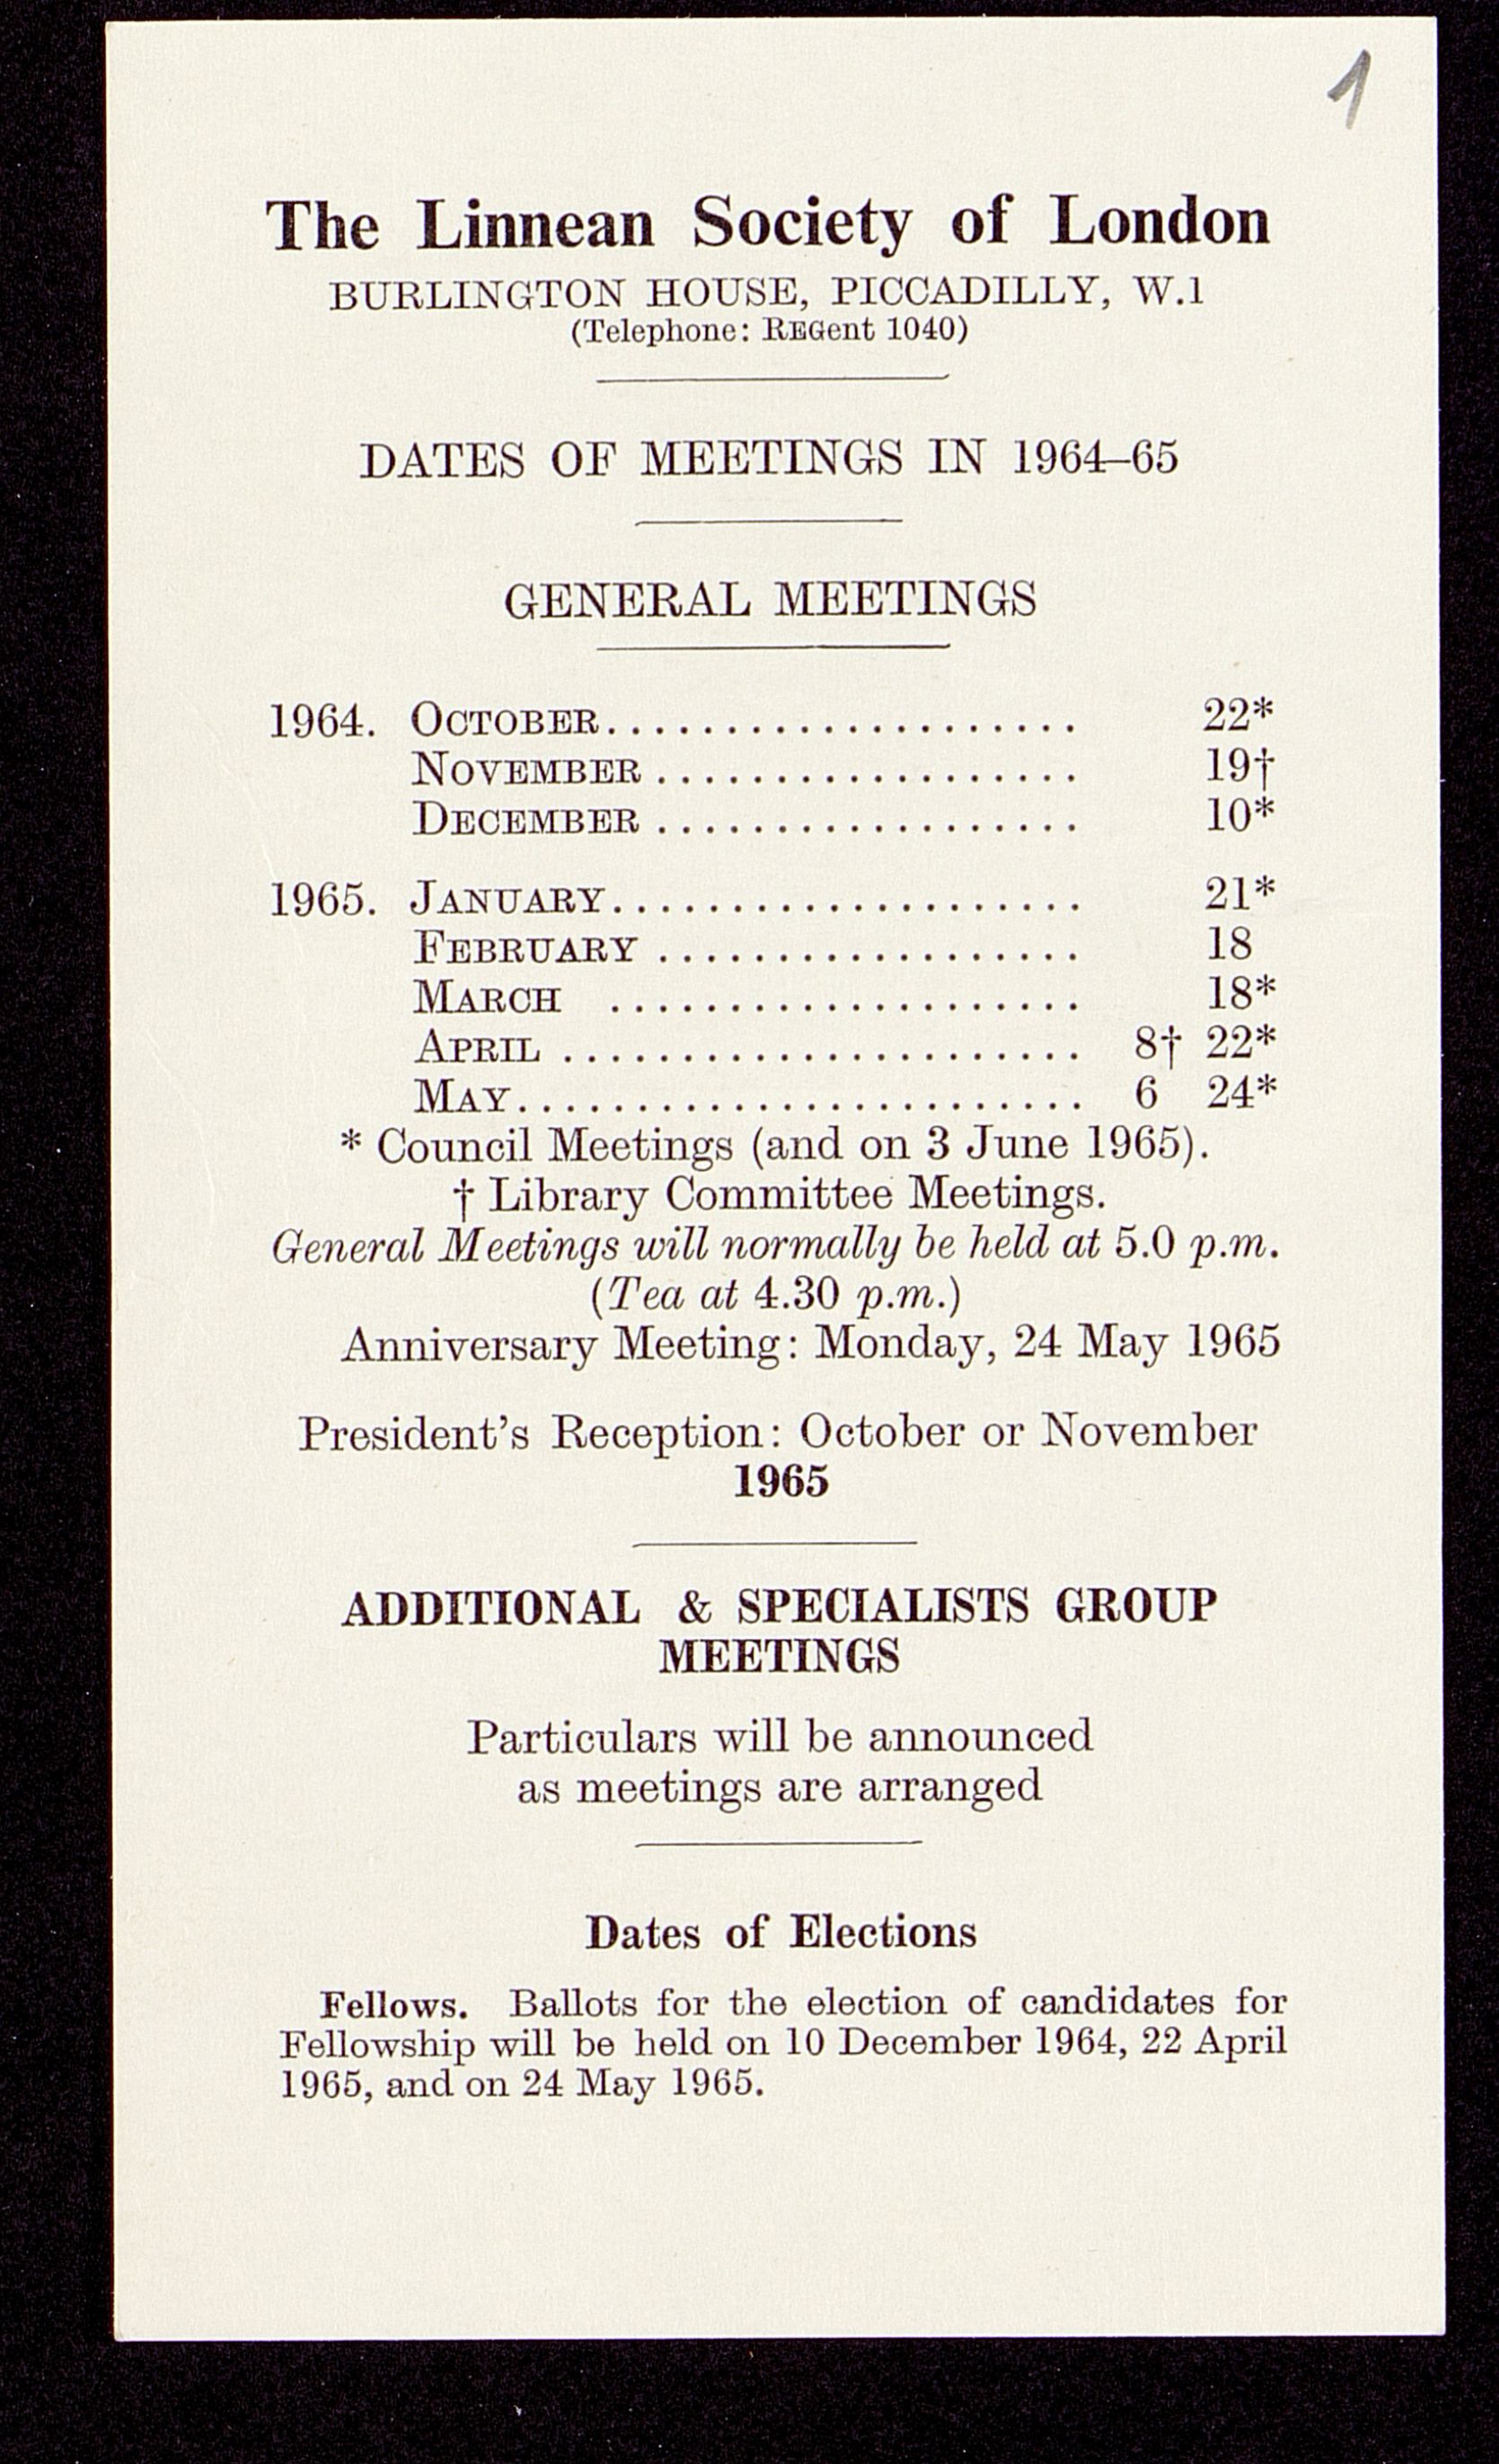 1
The Linnean Society of London
BURLINGTON HOUSE, PICCADILLY, W.1
(Telephone: REGent 1040)
DATES OF MEETINGS IN 1964–65
GENERAL MEETINGS
1964. OCTOBER.................... 22*
NOVEMBER .................. 19†
DECEMBER .................. 10*
1965. JANUARY.................... 21*
FEBRUARY .................. 18
MARCH .................... 18*
APRIL ...................... 8† 22*
MAY........................ 6 24*
* Council Meetings (and on 3 June 1965).
† Library Committee Meetings.
General Meetings will normally be held at 5.0 p.m.
(Tea at 4.30 p.m.)
Anniversary Meeting: Monday, 24 May 1965
President's Reception: October or November
1965
ADDITIONAL & SPECIALISTS GROUP
MEETINGS
Particulars will be announced
as meetings are arranged
Dates of Elections
Fellows. Ballots for the election of candidates for
Fellowship will be held on 10 December 1964, 22 April
1965, and on 24 May 1965.